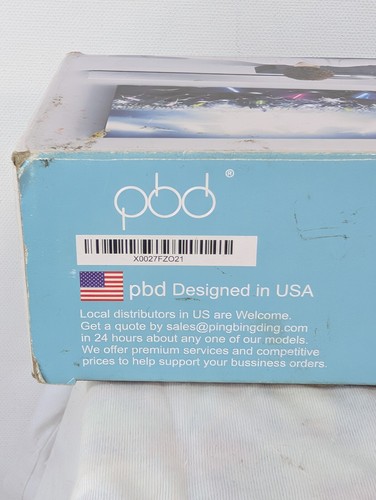 pbd®
X0027FZO21
pbd Designed in USA
Local distributors in US are Welcome.
Get a quote by sales@pingbingding.com
in 24 hours about any one of our models.
We offer premium services and competitive
prices to help support your bussiness orders.